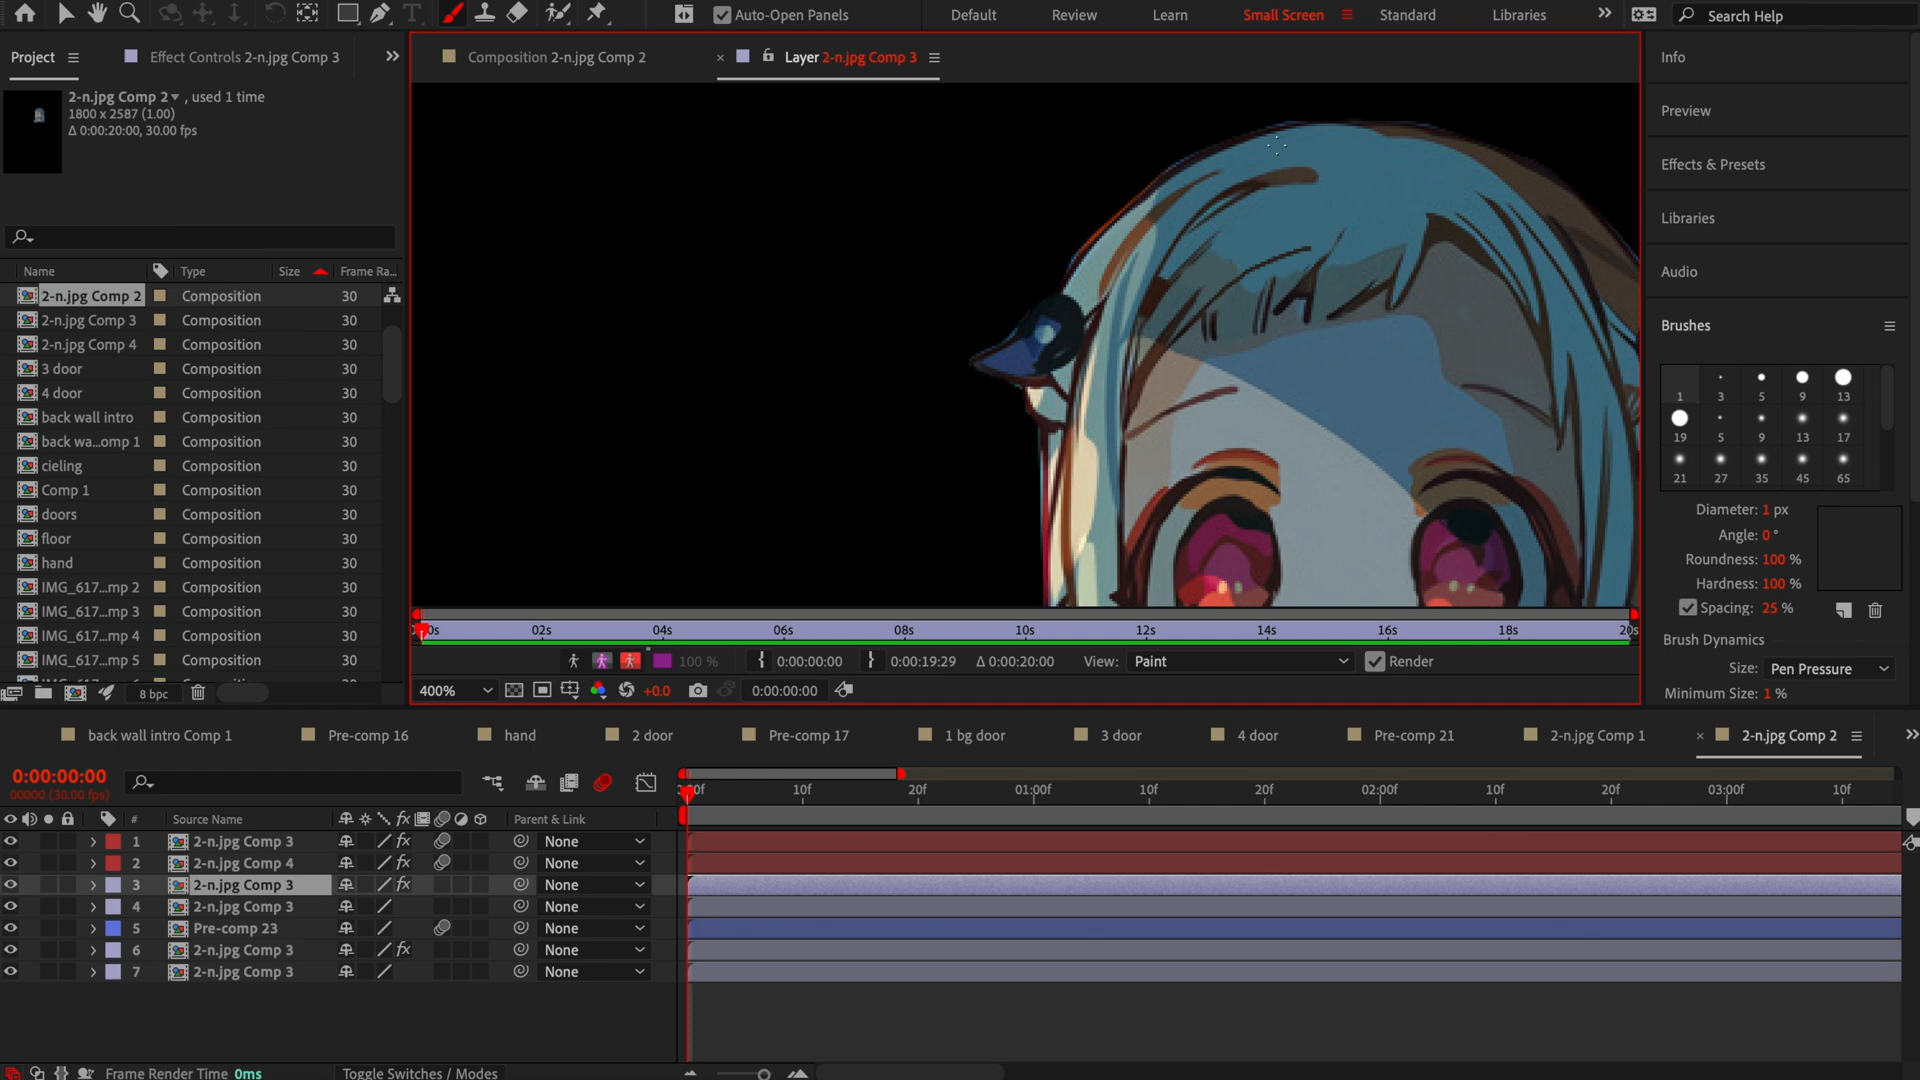 Auto-Open Panels
Default
Review
Learn
Small Screen
Standard
Libraries
Search Help
Project
Effect Controls 2-n.jpg Comp 3
Composition 2-n.jpg Comp 2
Layer 2-n.jpg Comp 3
2-n.jpg Comp 2 , used 1 time
1800 x 2587 (1.00)
Δ 0:00:20:00, 30.00 fps
Name Type Size Frame Ra...
2-n.jpg Comp 2 Composition 30
2-n.jpg Comp 3 Composition 30
2-n.jpg Comp 4 Composition 30
3 door Composition 30
4 door Composition 30
back wall intro Composition 30
back wa...omp 1 Composition 30
cieling Composition 30
Comp 1 Composition 30
doors Composition 30
floor Composition 30
hand Composition 30
IMG_617...mp 2 Composition 30
IMG_617...mp 3 Composition 30
IMG_617...mp 4 Composition 30
IMG_617...mp 5 Composition 30
8 bpc
02s 04s 06s 08s 10s 12s 14s 16s 18s 20s
100 % 0:00:00:00 0:00:19:29 Δ 0:00:20:00 View: Paint Render
400% +0.0 0:00:00:00
Info
Preview
Effects & Presets
Libraries
Audio
Brushes
1 3 5 9 13
19 5 9 13 17
21 27 35 45 65
Diameter: 1 px
Angle: 0 °
Roundness: 100 %
Hardness: 100 %
Spacing: 25 %
Brush Dynamics
Size: Pen Pressure
Minimum Size: 1 %
back wall intro Comp 1
Pre-comp 16
hand
2 door
Pre-comp 17
1 bg door
3 door
4 door
Pre-comp 21
2-n.jpg Comp 1
2-n.jpg Comp 2
0:00:00:00
00000 (30.00 fps)
10f 20f 01:00f 10f 20f 02:00f 10f 20f 03:00f 10f
# Source Name fx Parent & Link
1 2-n.jpg Comp 3 fx None
2 2-n.jpg Comp 4 fx None
3 2-n.jpg Comp 3 fx None
4 2-n.jpg Comp 3 None
5 Pre-comp 23 None
6 2-n.jpg Comp 3 fx None
7 2-n.jpg Comp 3 None
Frame Render Time 0ms
Toggle Switches / Modes